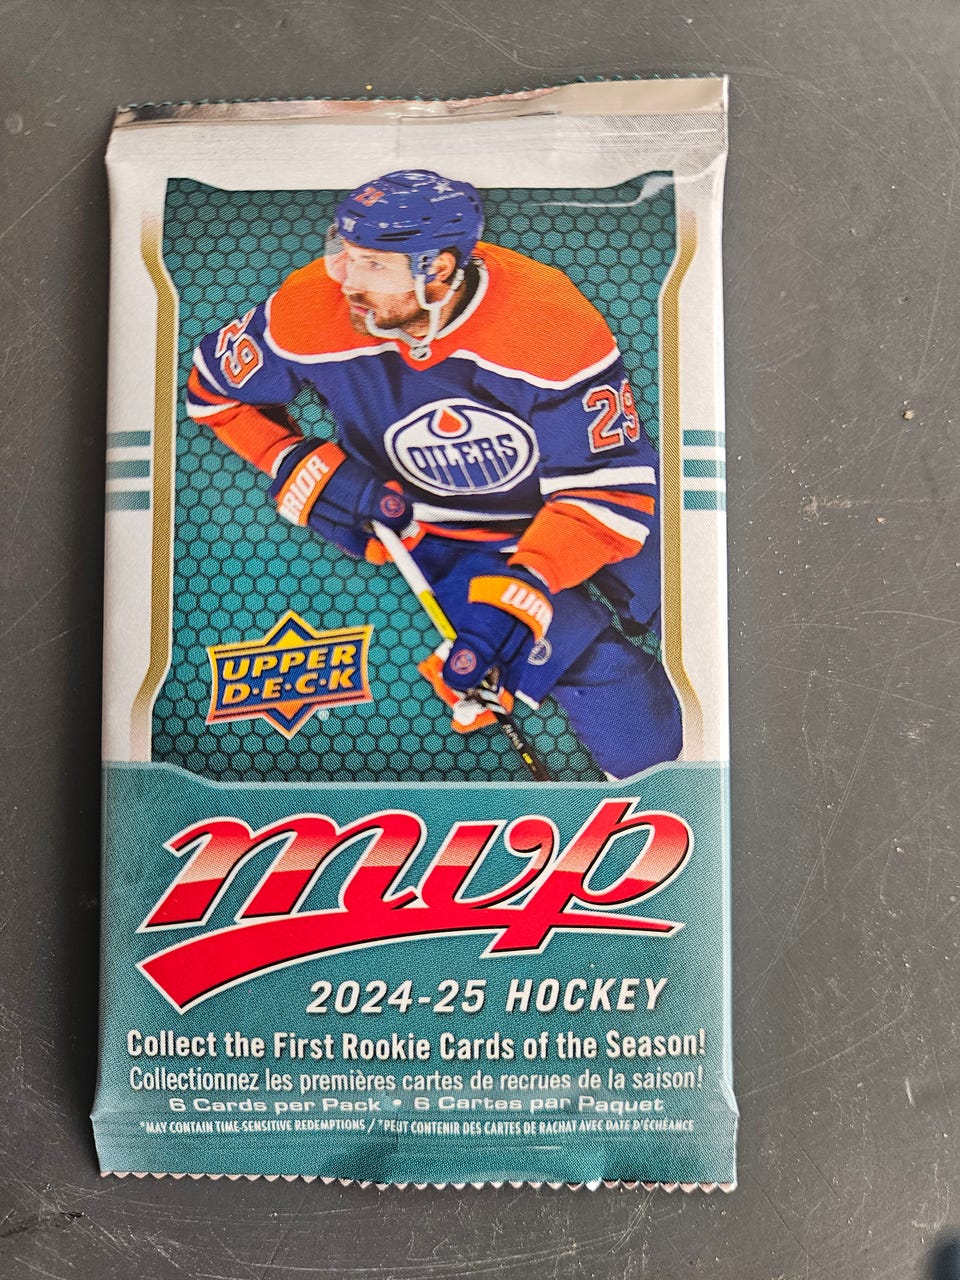 29
29
29
OILERS
RIOR
WAR
UPPER
D·E·C·K
®
mvp
2024-25 HOCKEY
Collect the First Rookie Cards of the Season!
Collectionnez les premières cartes de recrues de la saison!
6 Cards per Pack • 6 Cartes par Paquet
*MAY CONTAIN TIME-SENSITIVE REDEMPTIONS / *PEUT CONTENIR DES CARTES DE RACHAT AVEC DATE D'ÉCHÉANCE